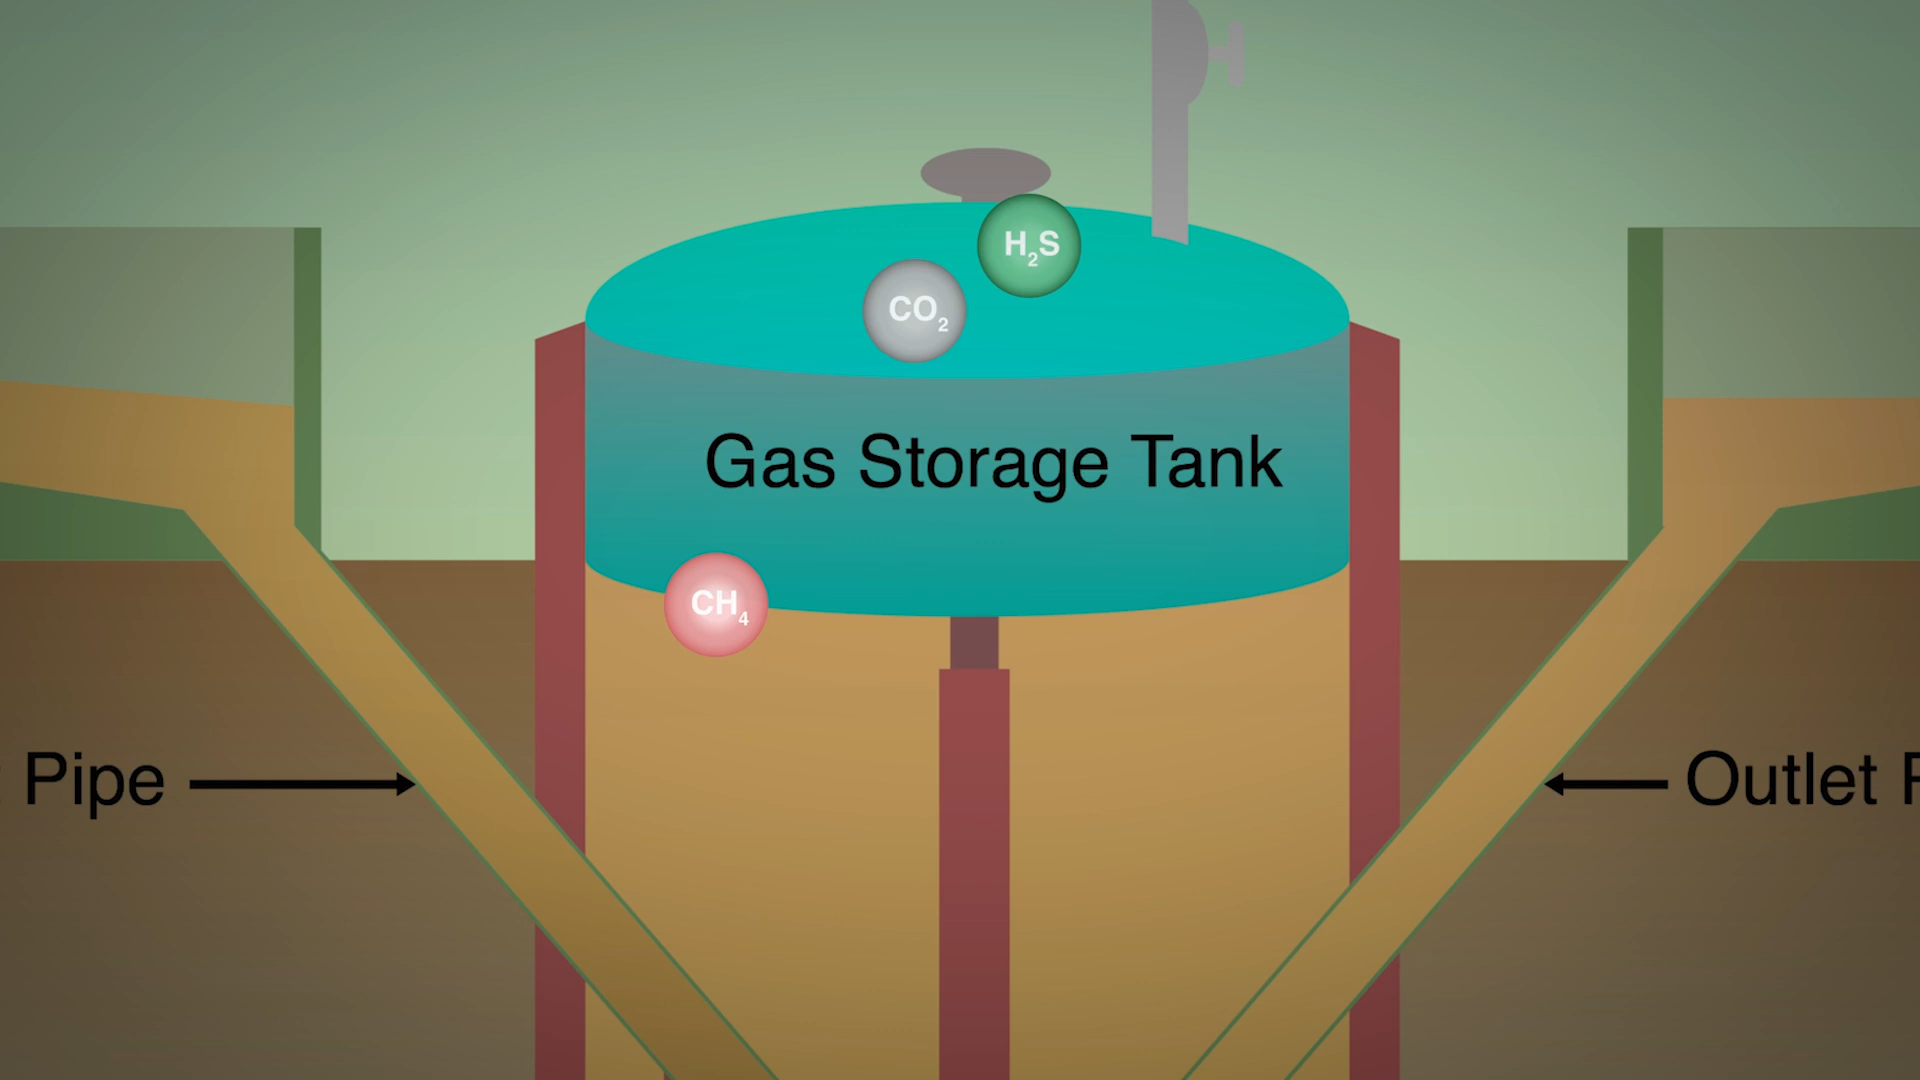 H₂S
CO₂
Gas Storage Tank
CH₄
Pipe
Outlet